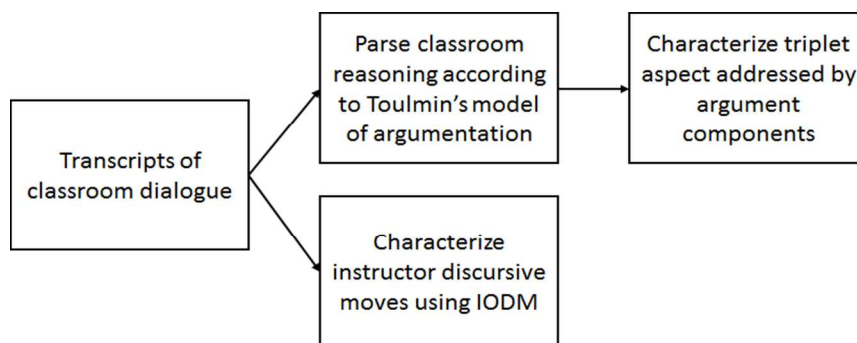 Transcripts of
classroom dialogue
Parse classroom
reasoning according
to Toulmin's model
of argumentation
Characterize triplet
aspect addressed by
argument
components
Characterize
instructor discursive
moves using IODM